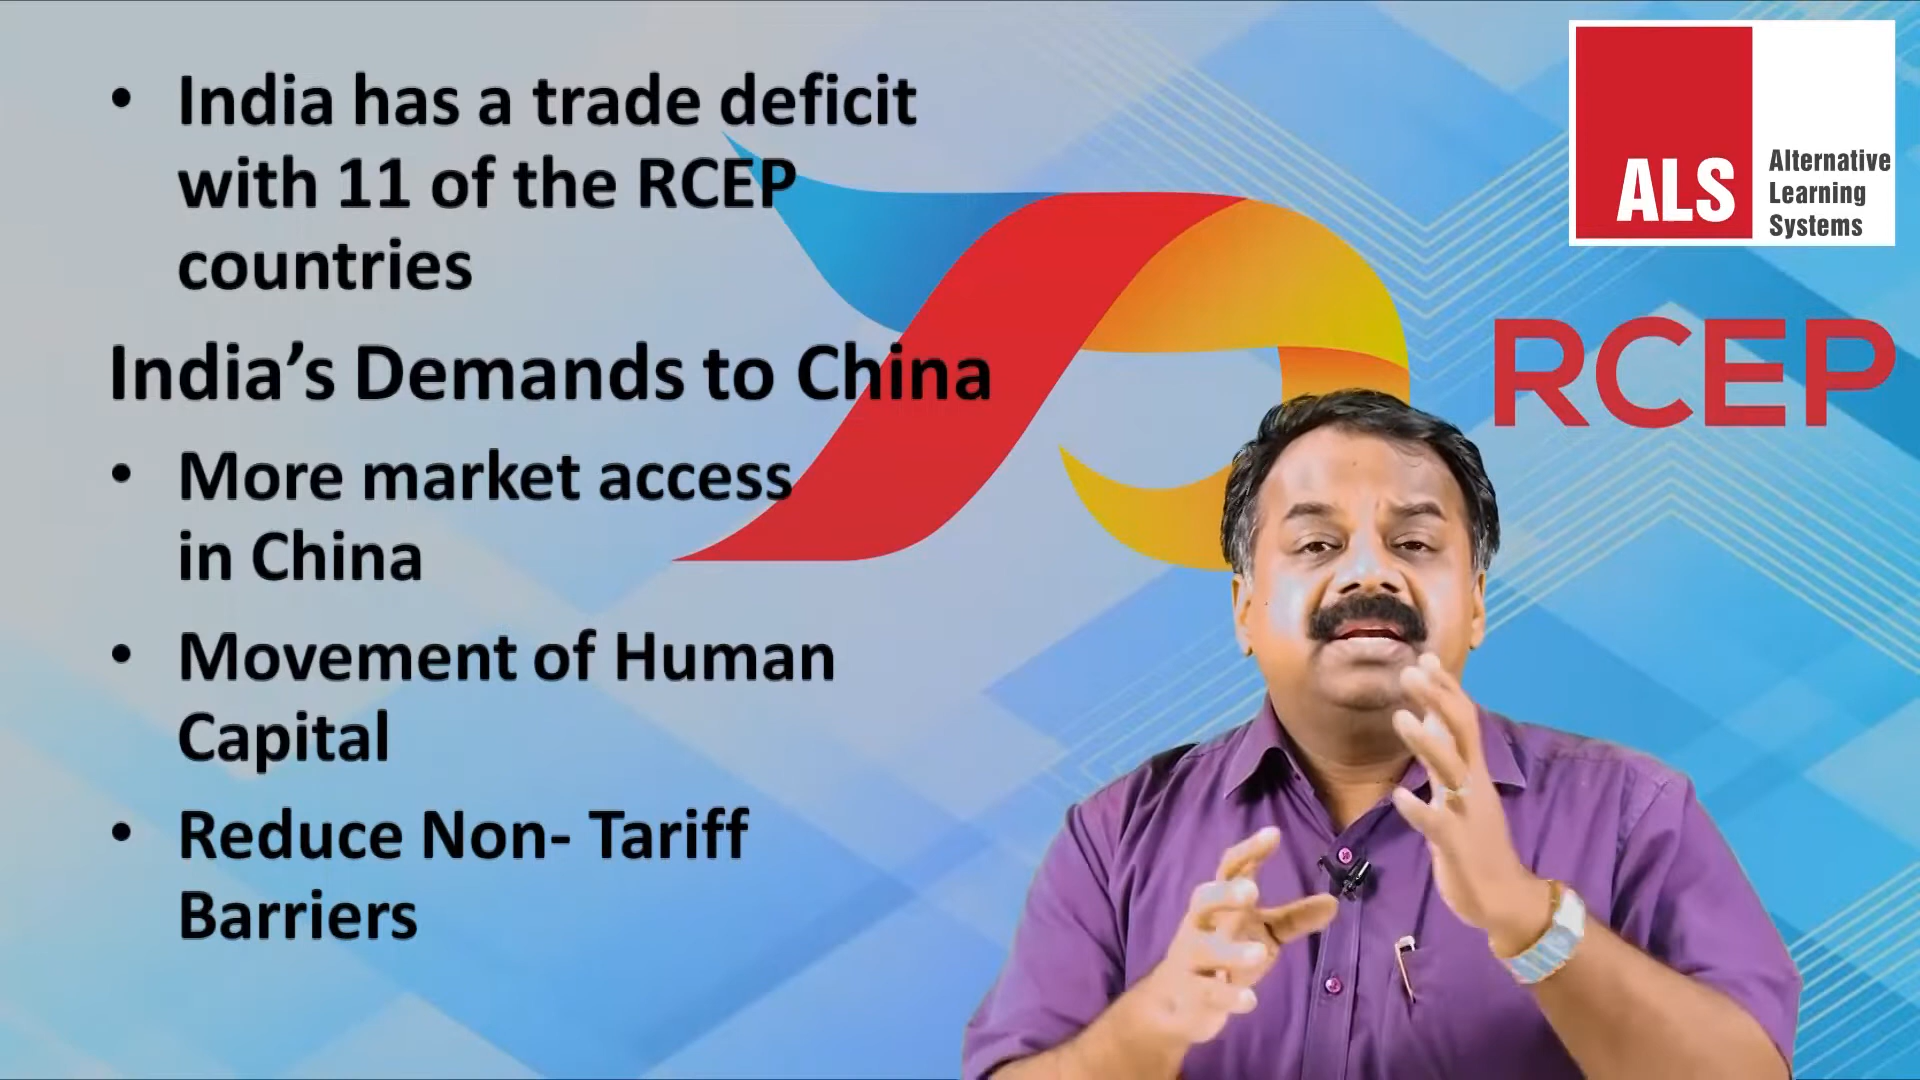 • India has a trade deficit
with 11 of the RCEP
countries
India's Demands to China
• More market access
in China
• Movement of Human
Capital
• Reduce Non- Tariff
Barriers
ALS
Alternative
Learning
Systems
RCEP